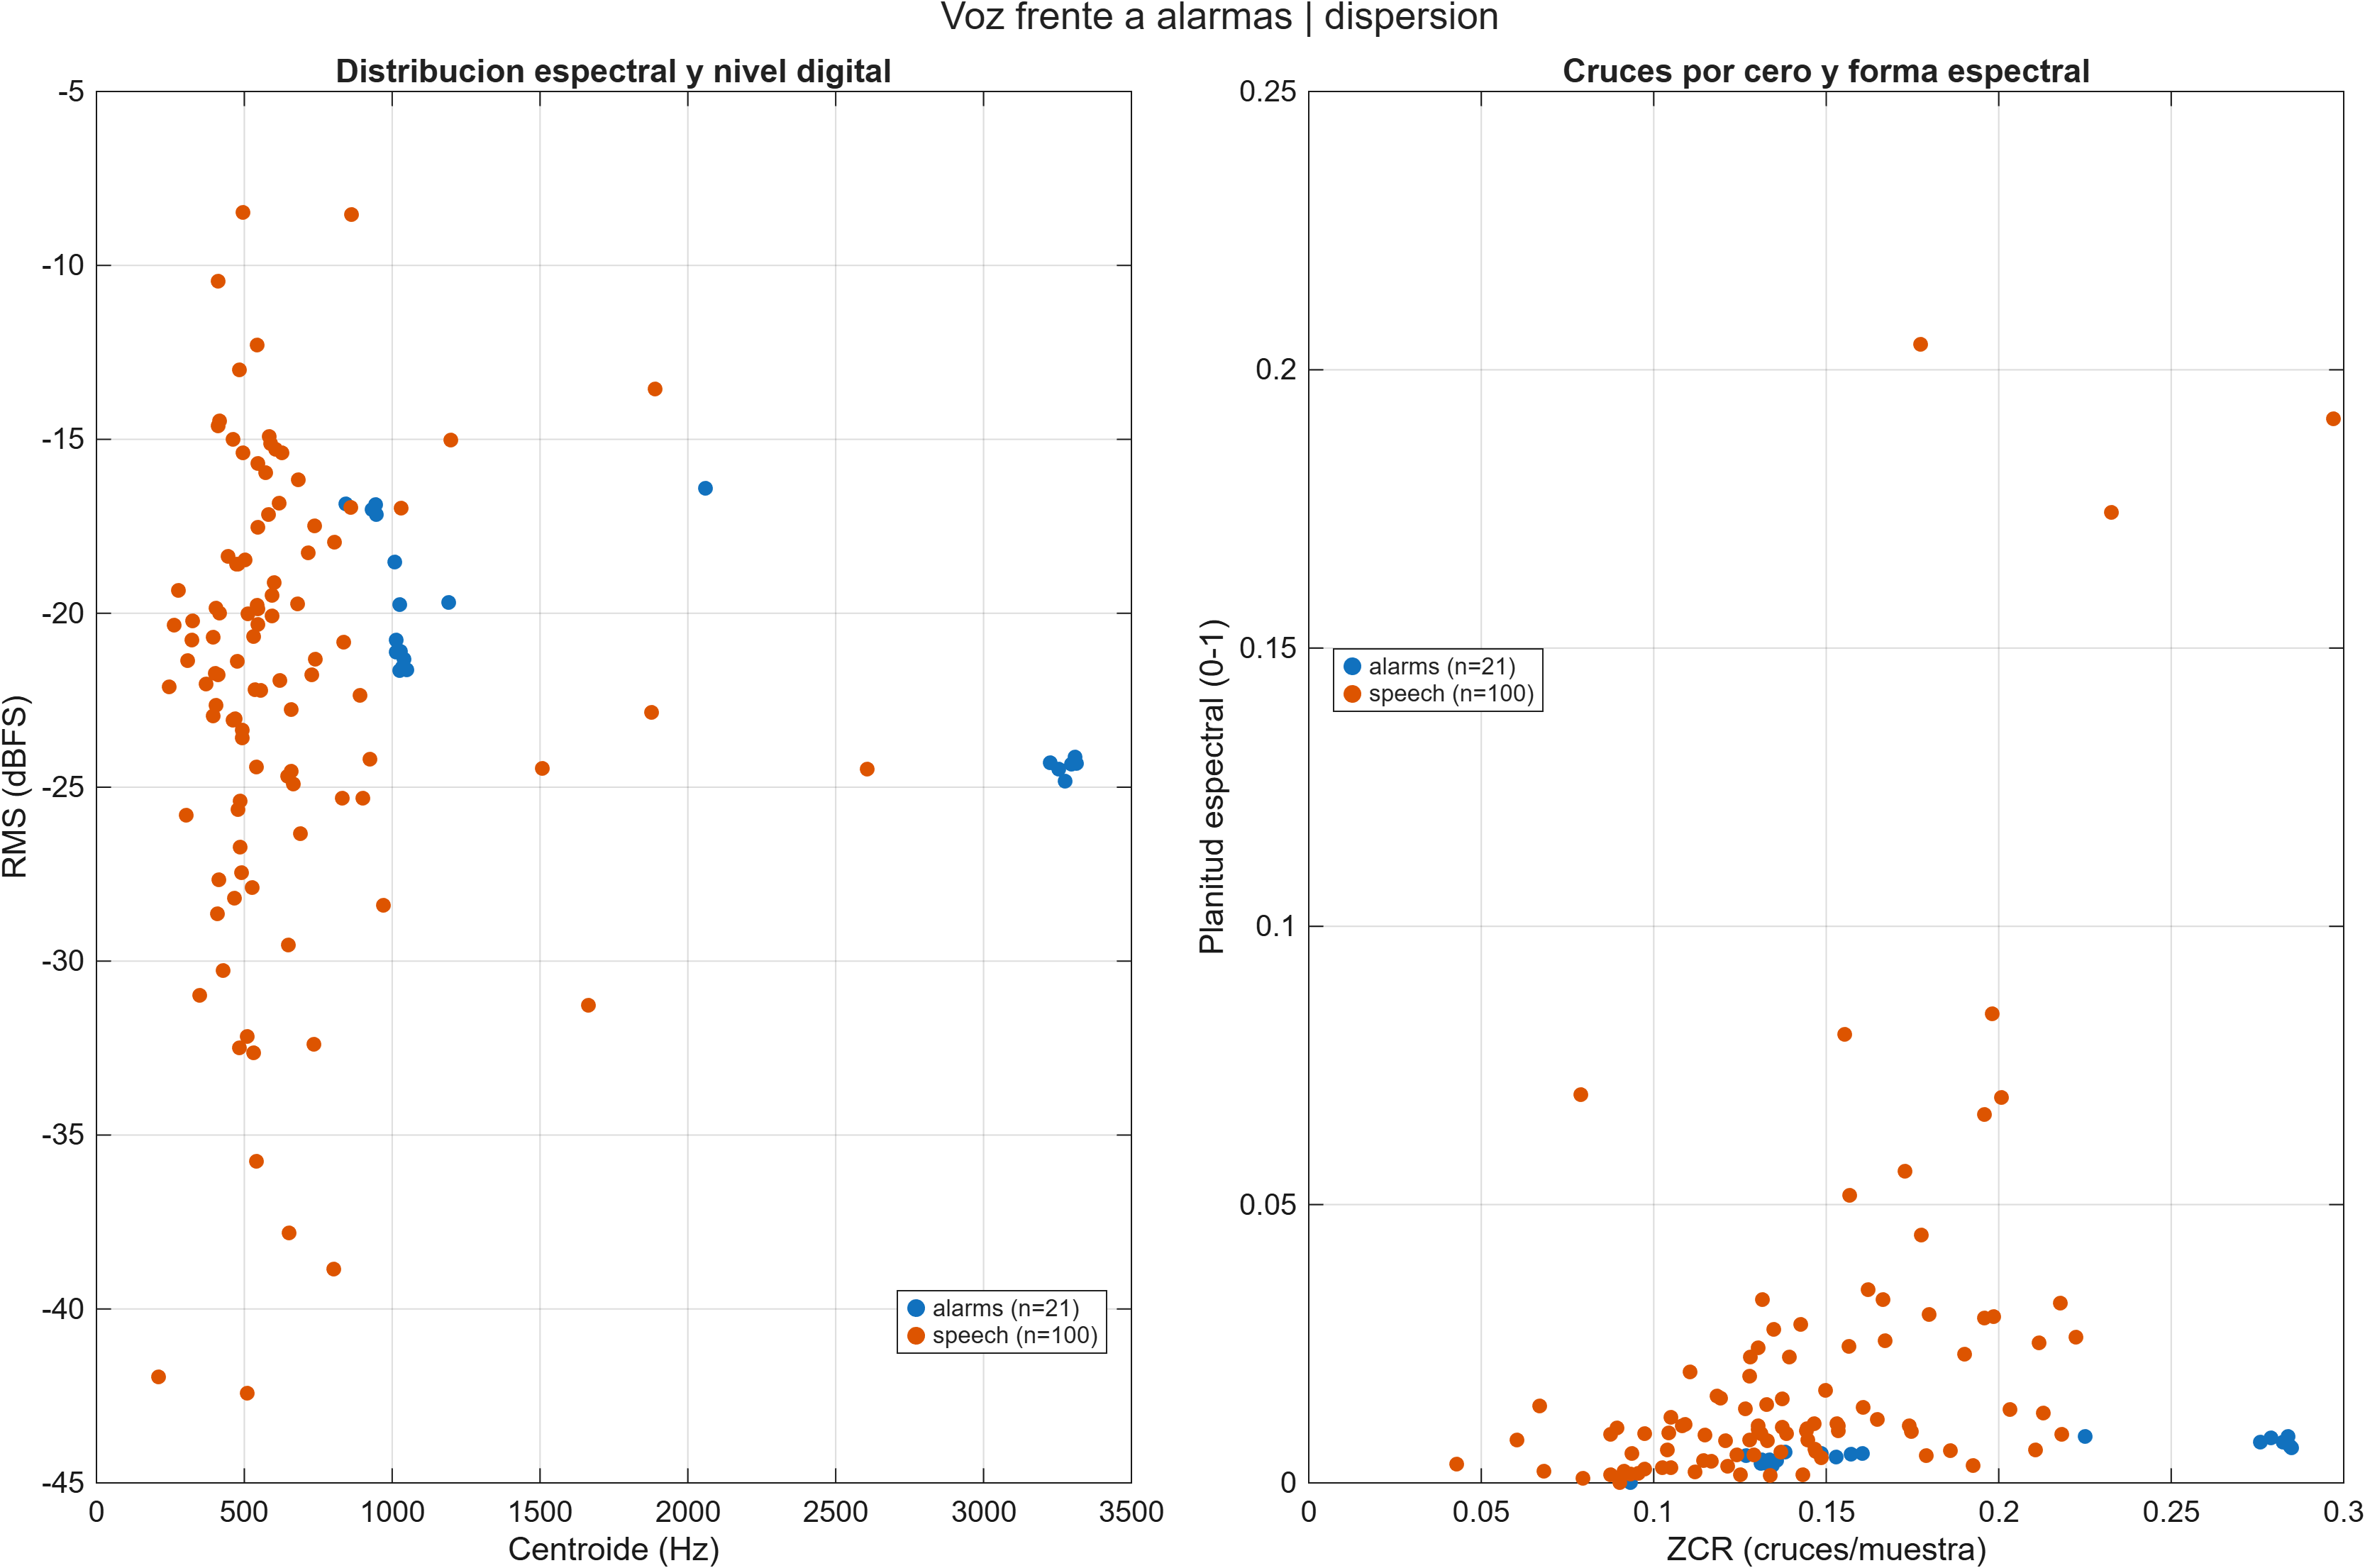 Voz frente a alarmas | dispersion
Distribucion espectral y nivel digital
-5
-10
-15
-20
-25
-30
-35
-40
-45
RMS (dBFS)
0 500 1000 1500 2000 2500 3000 3500
Centroide (Hz)
alarms (n=21)
speech (n=100)
Cruces por cero y forma espectral
0.25
0.2
0.15
0.1
0.05
0
Planitud espectral (0-1)
0 0.05 0.1 0.15 0.2 0.25 0.3
ZCR (cruces/muestra)
alarms (n=21)
speech (n=100)